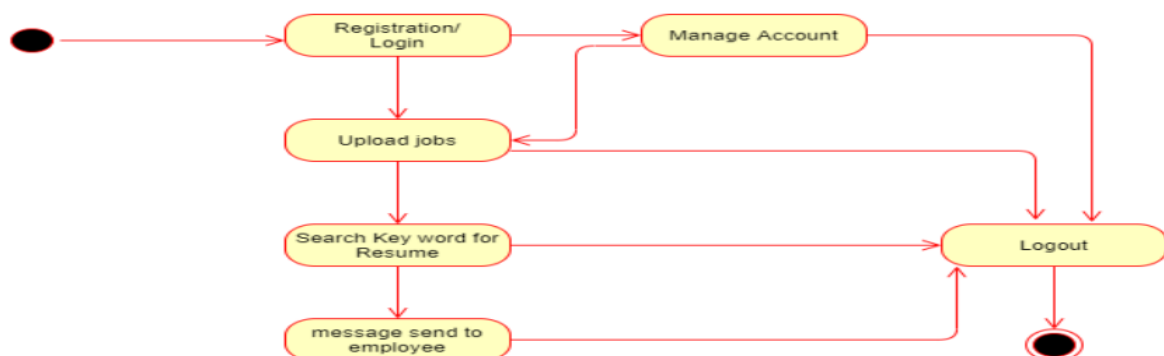 Registration/
Login
Manage Account
Upload jobs
Search Key word for
Resume
Logout
message send to
employee